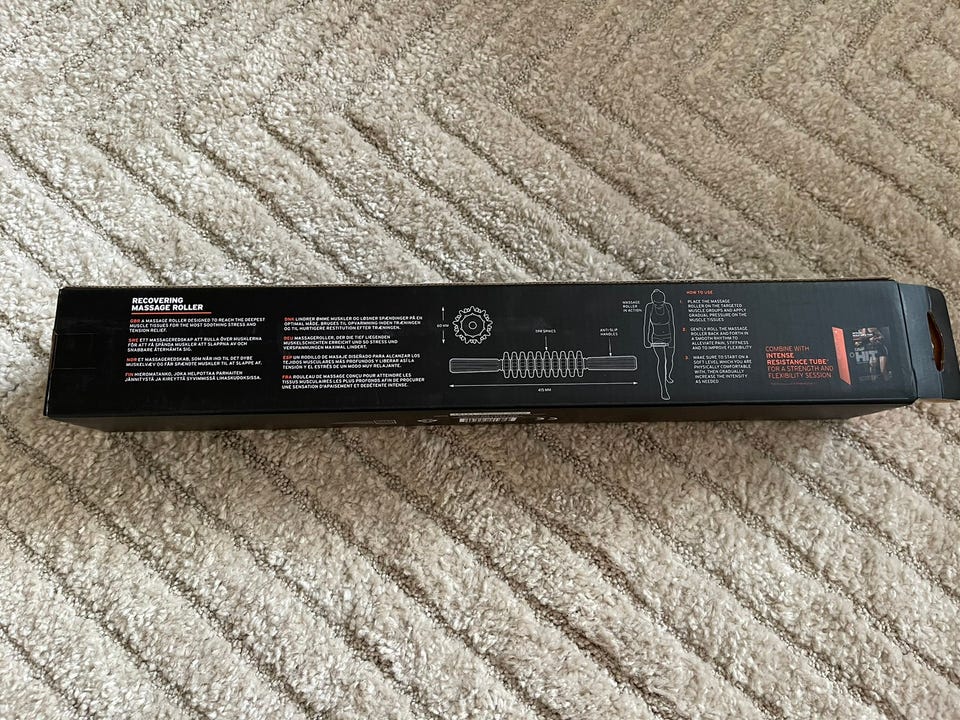 RECOVERING
MASSAGE ROLLER
GBR A MASSAGE ROLLER DESIGNED TO REACH THE DEEPEST
MUSCLE TISSUES FOR THE MOST SOOTHING STRESS AND
TENSION RELIEF.
SWE ETT MASSAGEREDSKAP ATT RULLA ÖVER MUSKLERNA
FÖR ATT FÅ SPÄNDA MUSKLER ATT SLAPPNA AV OCH
SNABBARE ÅTERHÄMTA SIG.
NOR ET MASSAGEREDSKAB, SOM NÅR IND TIL DET DYBE
MUSKELVÆV OG FÅR SPÆNDTE MUSKLER TIL AT SLAPPE AF.
FIN MIKROMATANKO, JOKA HELPOTTAA PARHAITEN
JÄNNITYSTÄ JA KIREYTTÄ SYVIMMISSÄ LIHASKUDOKSISSA.
DNK LINDRER ØMME MUSKLER OG LØSNER SPÆNDINGER PÅ EN
OPTIMAL MÅDE. BRUGES TIL OPVARMNING INDEN TRÆNINGEN
OG TIL HURTIGERE RESTITUTION EFTER TRÆNINGEN.
DEU MASSAGEROLLER, DER DIE TIEF LIEGENDEN
MUSKELSCHICHTEN ERREICHT UND SO STRESS UND
VERSPANNUNGEN MAXIMAL LINDERT.
ESP UN RODILLO DE MASAJE DISEÑADO PARA ALCANZAR LOS
TEJIDOS MUSCULARES MÁS PROFUNDOS Y LIBERAR ASÍ LA
TENSIÓN Y EL ESTRÉS DE UN MODO MUY RELAJANTE.
FRA ROULEAU DE MASSAGE CONÇU POUR ATTEINDRE LES
TISSUS MUSCULAIRES LES PLUS PROFONDS AFIN DE PROCURER
UNE SENSATION D'APAISEMENT ET DE DÉTENTE INTENSE.
60 MM
SPIKES
ANTI-SLIP
HANDLES
415 MM
MASSAGE
ROLLER
IN ACTION
HOW TO USE
1. PLACE THE MASSAGE
ROLLER ON THE TARGETED
MUSCLE GROUPS AND APPLY
GRADUAL PRESSURE ON THE
MUSCLE TISSUES
2. GENTLY ROLL THE MASSAGE
ROLLER BACK AND FORTH IN
A SMOOTH RHYTHM TO
ALLEVIATE PAIN, STIFFNESS
AND TO IMPROVE FLEXIBILITY
3. MAKE SURE TO START ON A
SOFT LEVEL WHICH YOU ARE
PHYSICALLY COMFORTABLE
WITH, THEN GRADUALLY
INCREASE THE INTENSITY
AS NEEDED
COMBINE WITH
INTENSE
RESISTANCE TUBE
FOR A STRENGTH AND
FLEXIBILITY SESSION
HIT